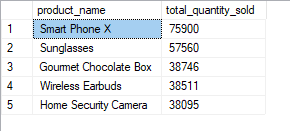 product_name total_quantity_sold
1 Smart Phone X 75900
2 Sunglasses 57560
3 Gourmet Chocolate Box 38746
4 Wireless Earbuds 38511
5 Home Security Camera 38095